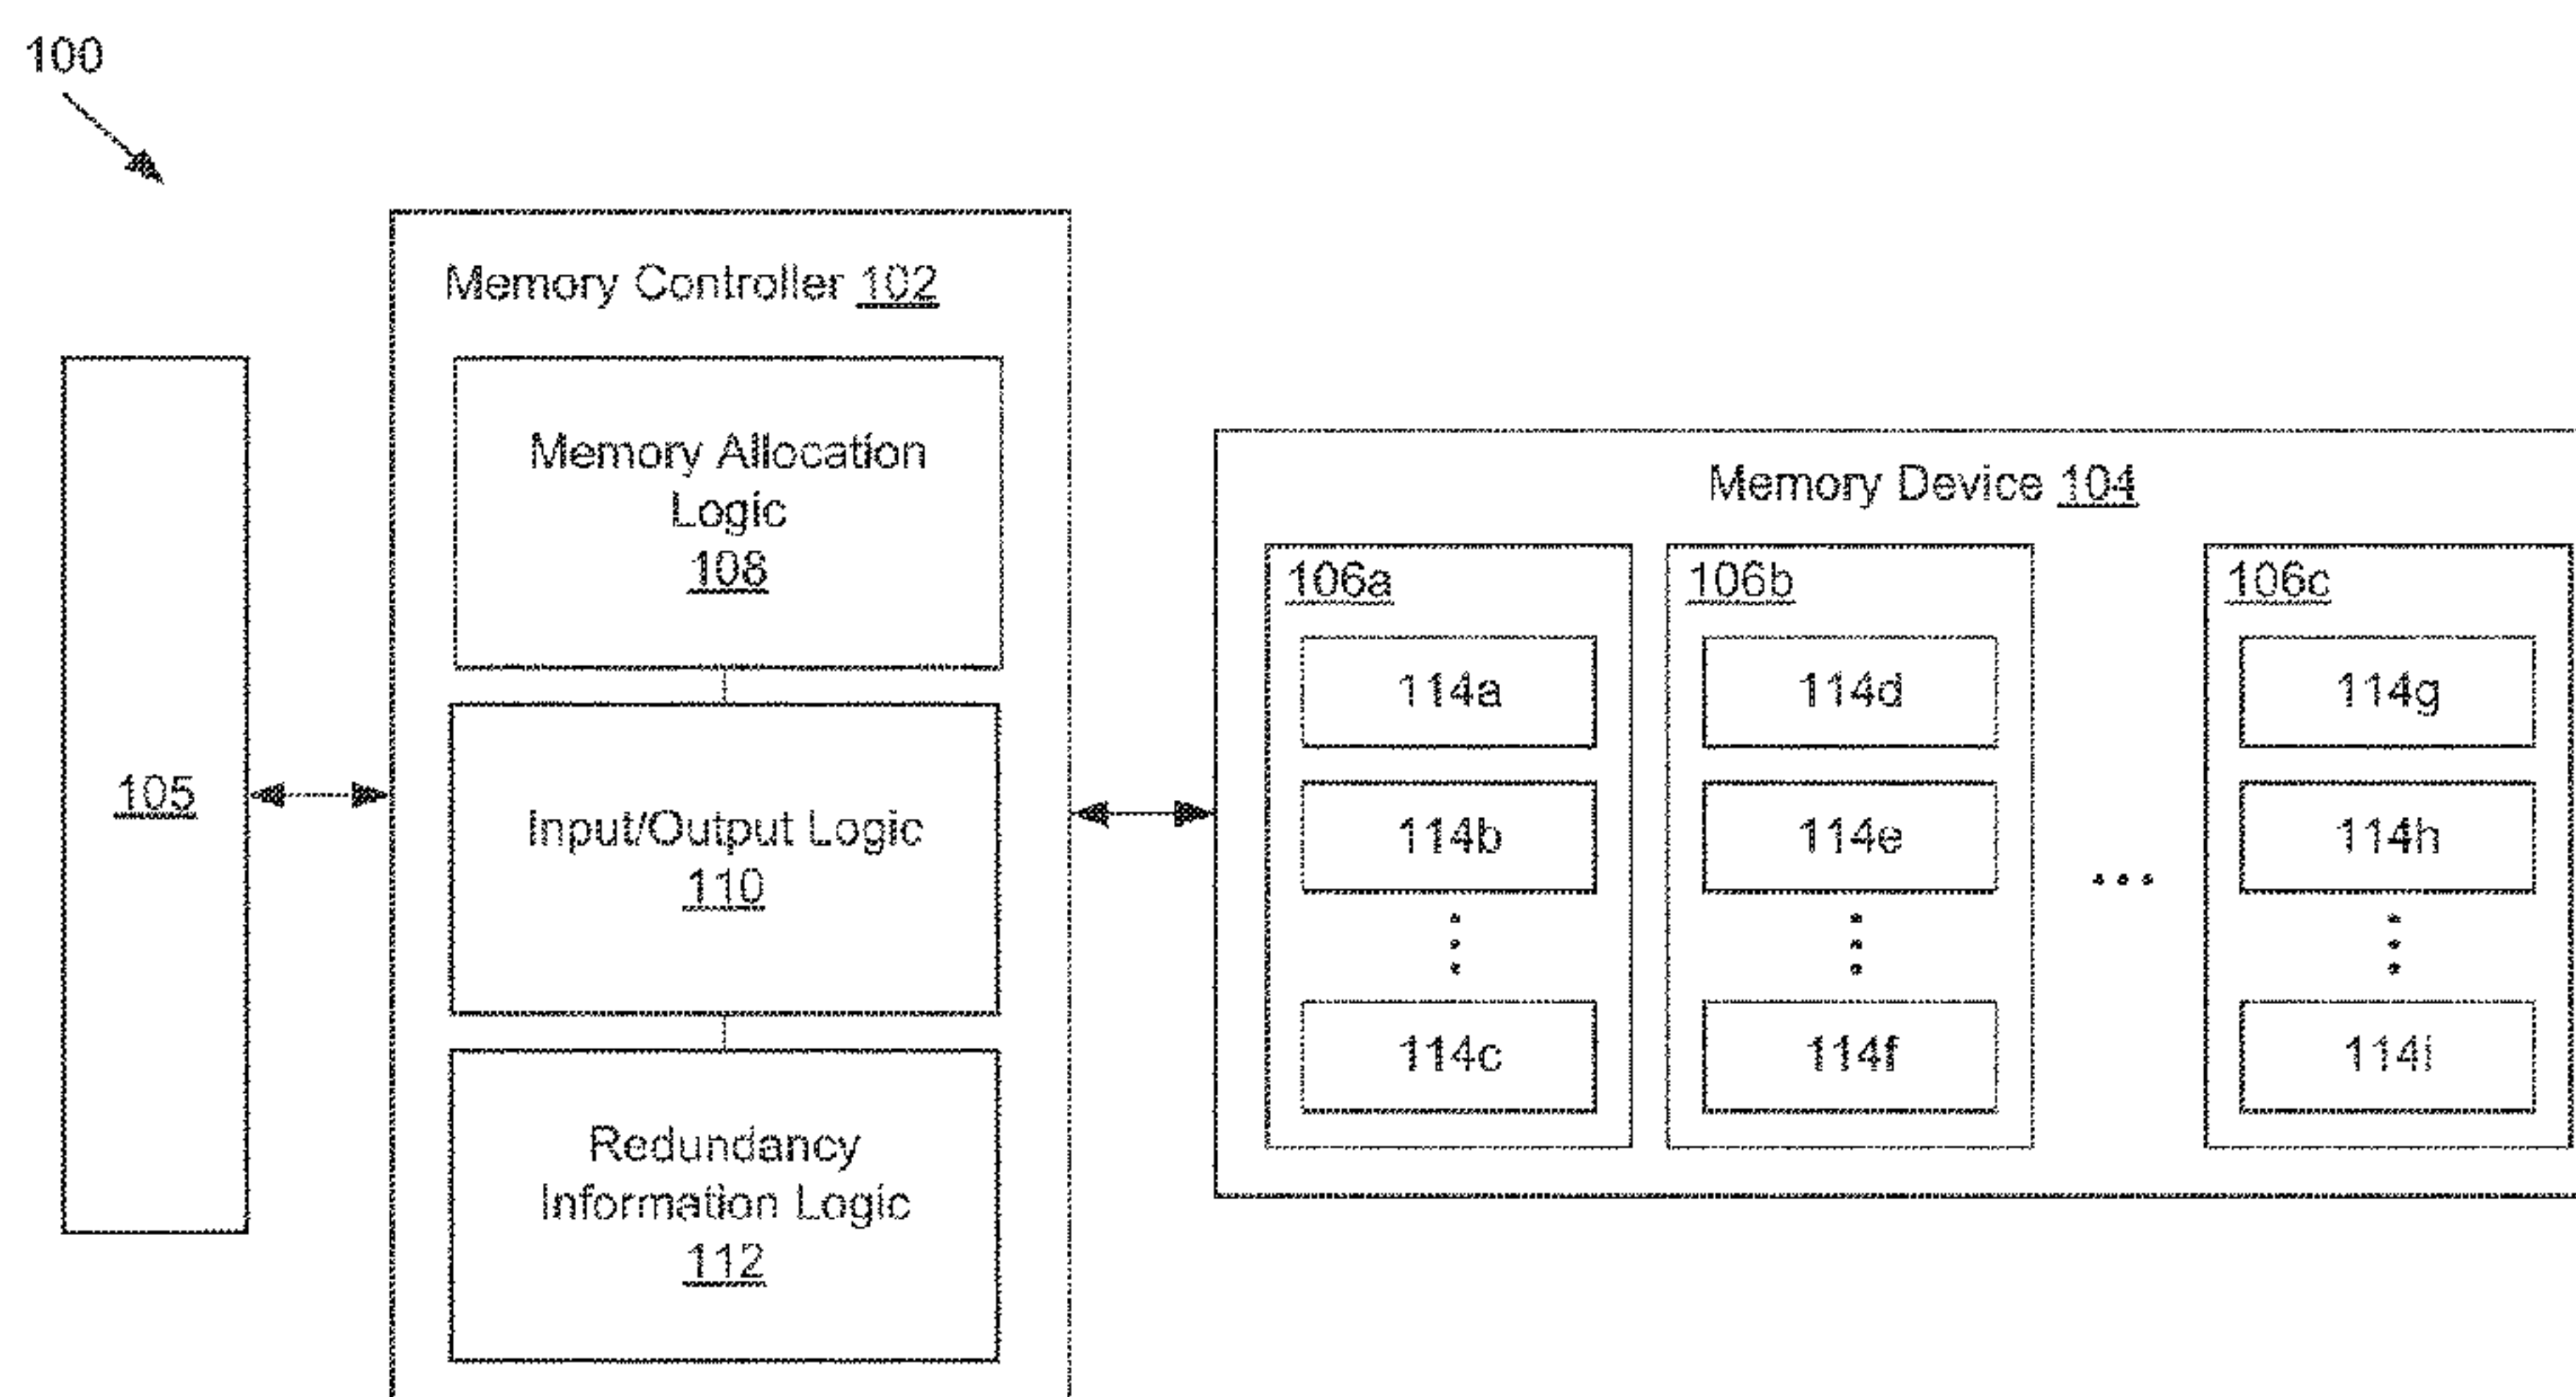 100
Memory Controller 102
Memory Allocation
Logic
108
105
Input/Output Logic
110
Redundancy
Information Logic
112
Memory Device 104
106a
114a
114b
114c
106b
114d
114e
114f
...
106c
114g
114h
114i